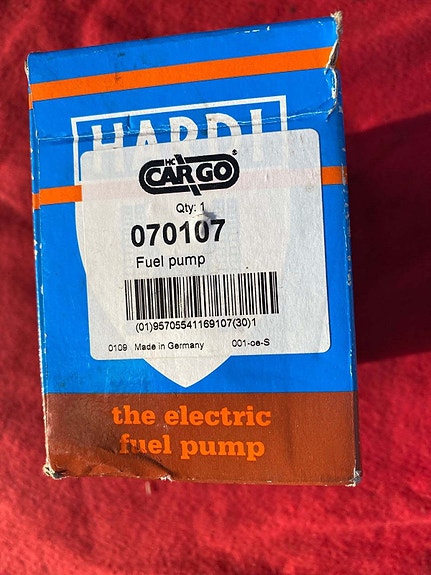 HARDI
HC
CARGO®
Qty: 1
070107
Fuel pump
(01)95705541169107(30)1
0109 Made in Germany 001-oe-S
the electric
fuel pump